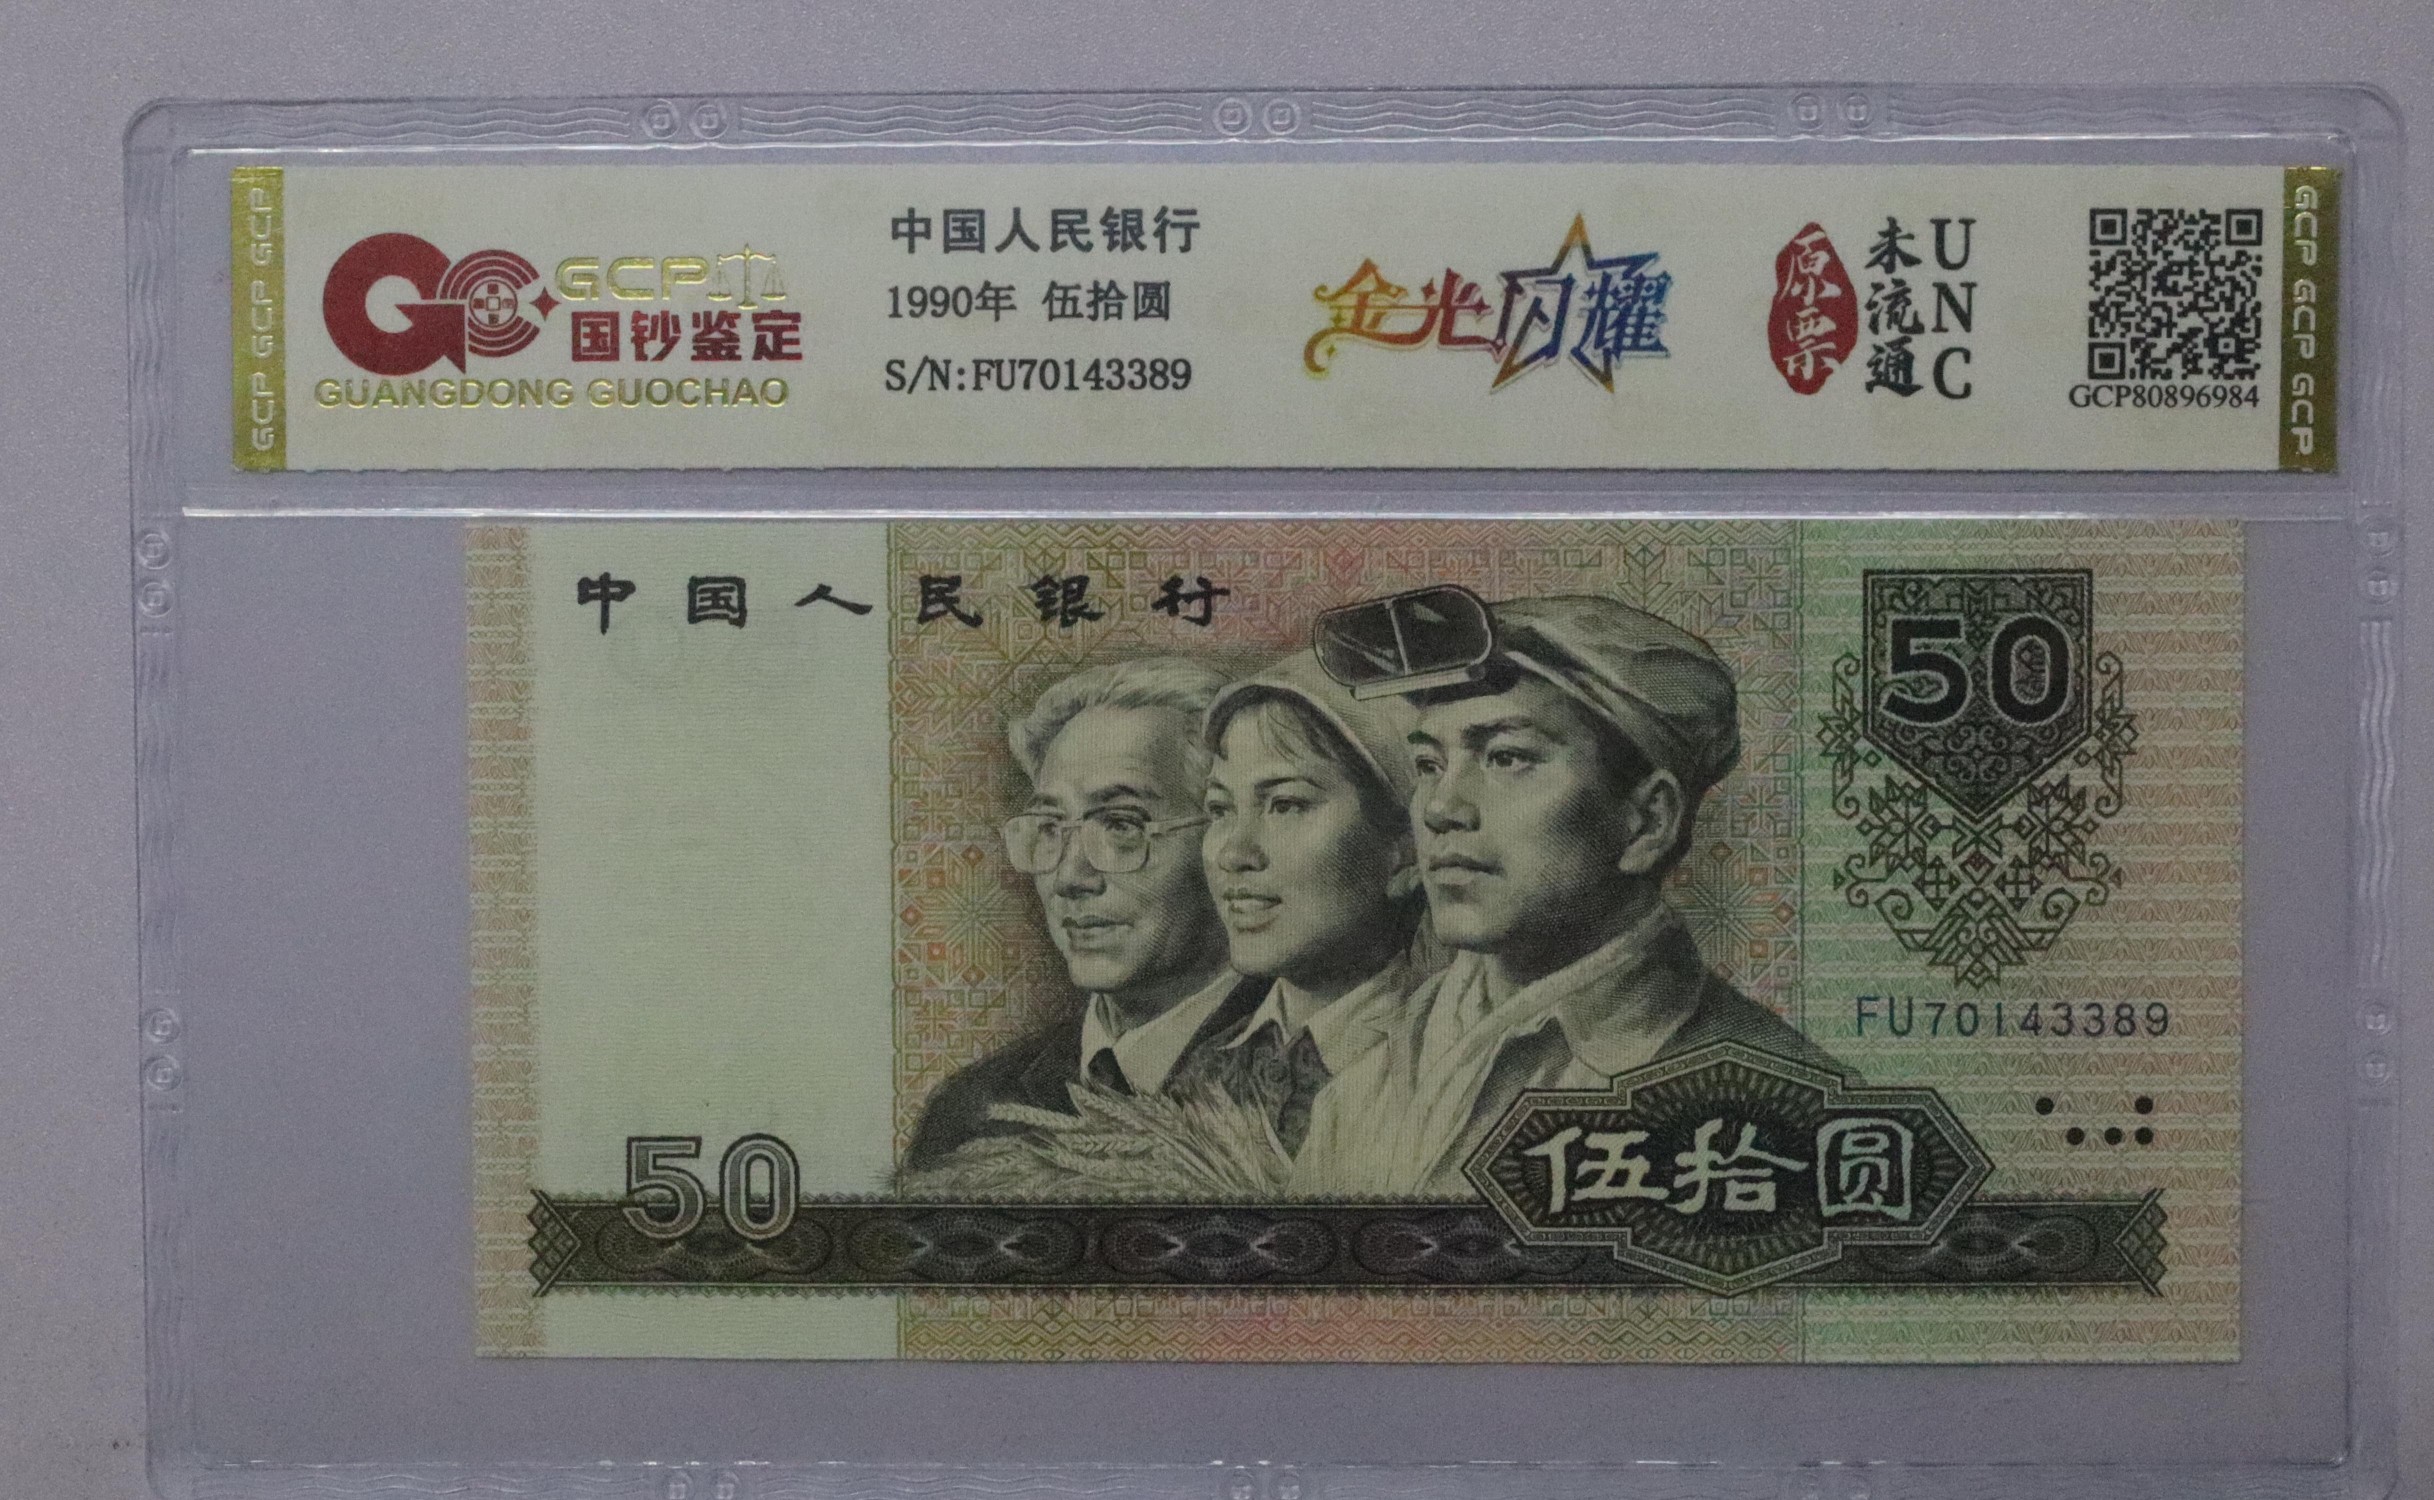 GCP GCP GCP
GCP
国钞鉴定
GUANGDONG GUOCHAO
中国人民银行
1990年 伍拾圆
S/N:FU70143389
金光闪耀
原票
未流通
UNC
GCP80896984
GCP GCP GCP
中国人民银行
50
FU70143389
50
伍拾圆